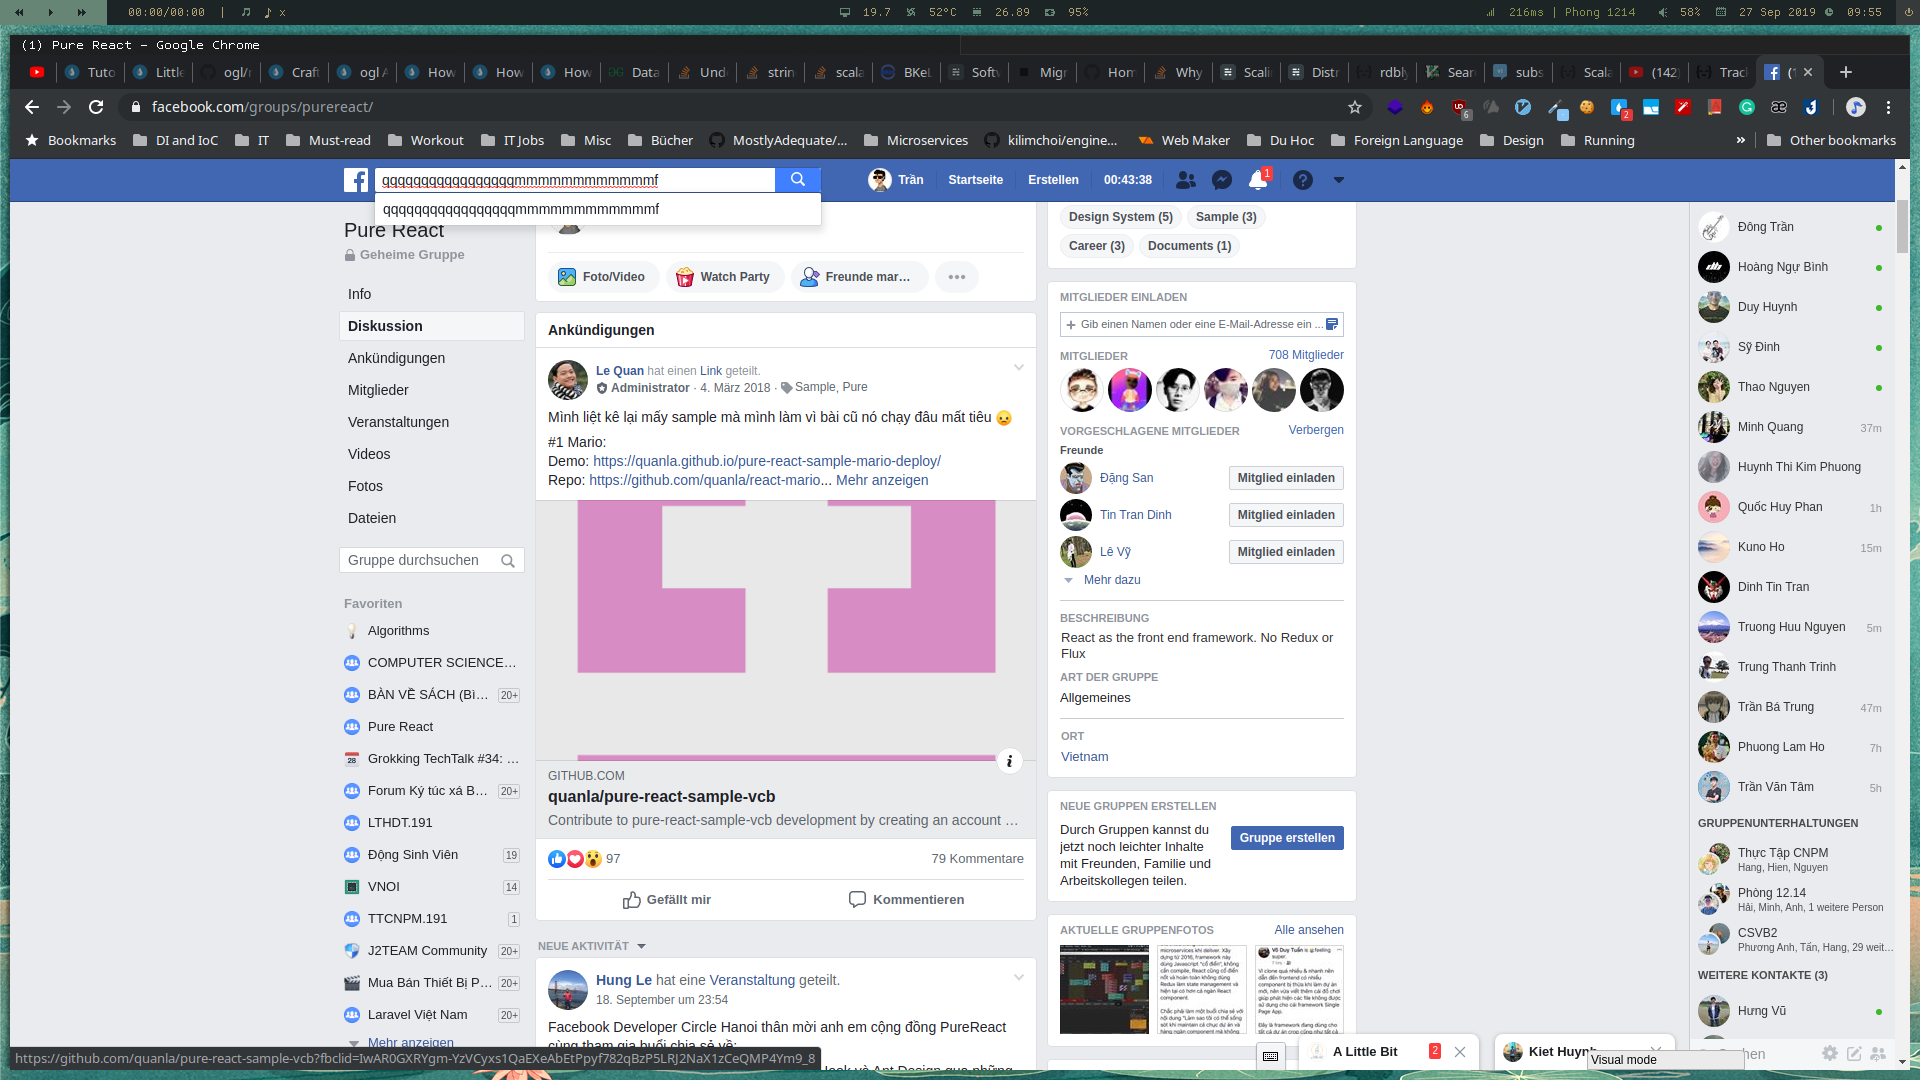 00:00/00:00 | x
19.7 52°C 26.89 95%
216ms | Phong 1214 58% 27 Sep 2019 09:55
(1) Pure React - Google Chrome
Tuto Little ogl/r Craft ogl A How How How Data Und strin scala BKeL Soft Migr Hom Why Scali Distr rdbly Sear subs Scala (142) Trac (1
facebook.com/groups/purereact/
Bookmarks DI and IoC IT Must-read Workout IT Jobs Misc Bücher MostlyAdequate/... Microservices kilimchoi/engine... Web Maker Du Hoc Foreign Language Design Running » Other bookmarks
qqqqqqqqqqqqqqqqqmmmmmmmmmmmmf
Trần Startseite Erstellen 00:43:38 1
qqqqqqqqqqqqqqqqqmmmmmmmmmmmmf
Pure React
Geheime Gruppe
Info
Diskussion
Ankündigungen
Mitglieder
Veranstaltungen
Videos
Fotos
Dateien
Gruppe durchsuchen
Favoriten
Algorithms
COMPUTER SCIENCE...
BÀN VỀ SÁCH (Bì... 20+
Pure React
Grokking TechTalk #34: ...
Forum Ký túc xá B... 20+
LTHDT.191
Động Sinh Viên 19
VNOI 14
TTCNPM.191 1
J2TEAM Community 20+
Mua Bán Thiết Bị P... 20+
Laravel Việt Nam 20+
Mehr anzeigen
Foto/Video Watch Party Freunde mar...
Ankündigungen
Le Quan hat einen Link geteilt.
Administrator · 4. März 2018 · Sample, Pure
Mình liệt kê lại mấy sample mà mình làm vì bài cũ nó chạy đâu mất tiêu
#1 Mario:
Demo: https://quanla.github.io/pure-react-sample-mario-deploy/
Repo: https://github.com/quanla/react-mario... Mehr anzeigen
GITHUB.COM
quanla/pure-react-sample-vcb
Contribute to pure-react-sample-vcb development by creating an account ...
97 79 Kommentare
Gefällt mir Kommentieren
NEUE AKTIVITÄT
Hung Le hat eine Veranstaltung geteilt.
18. September um 23:54
Facebook Developer Circle Hanoi thân mời anh em cộng đồng PureReact
cùng tham gia buổi chia sẻ về:
Design System (5) Sample (3)
Career (3) Documents (1)
MITGLIEDER EINLADEN
Gib einen Namen oder eine E-Mail-Adresse ein ...
MITGLIEDER 708 Mitglieder
VORGESCHLAGENE MITGLIEDER Verbergen
Freunde
Đặng San Mitglied einladen
Tin Tran Dinh Mitglied einladen
Lê Vỹ Mitglied einladen
Mehr dazu
BESCHREIBUNG
React as the front end framework. No Redux or
Flux
ART DER GRUPPE
Allgemeines
ORT
Vietnam
NEUE GRUPPEN ERSTELLEN
Durch Gruppen kannst du
jetzt noch leichter Inhalte
mit Freunden, Familie und
Arbeitskollegen teilen.
Gruppe erstellen
AKTUELLE GRUPPENFOTOS Alle ansehen
Đông Trần
Hoàng Ngự Bình
Duy Huynh
Sỹ Đinh
Thao Nguyen
Minh Quang 37m
Huynh Thi Kim Phuong
Quốc Huy Phan 1h
Kuno Ho 15m
Dinh Tin Tran
Truong Huu Nguyen 5m
Trung Thanh Trinh
Trần Bá Trung 47m
Phuong Lam Ho 7h
Trần Văn Tâm 5h
GRUPPENUNTERHALTUNGEN
Thực Tập CNPM
Hang, Hien, Nguyen
Phòng 12.14
Hải, Minh, Anh, 1 weitere Person
CSVB2
Phương Anh, Tấn, Hang, 29 weit...
WEITERE KONTAKTE (3)
Hưng Vũ
https://github.com/quanla/pure-react-sample-vcb?fbclid=IwAR0GXRYgm-YzVCyxs1QaEXeAbEtPpyf782qBzP5LRJ2NaX1zCeQMP4Ym9_8
A Little Bit 2
Kiet Huynh
Visual mode